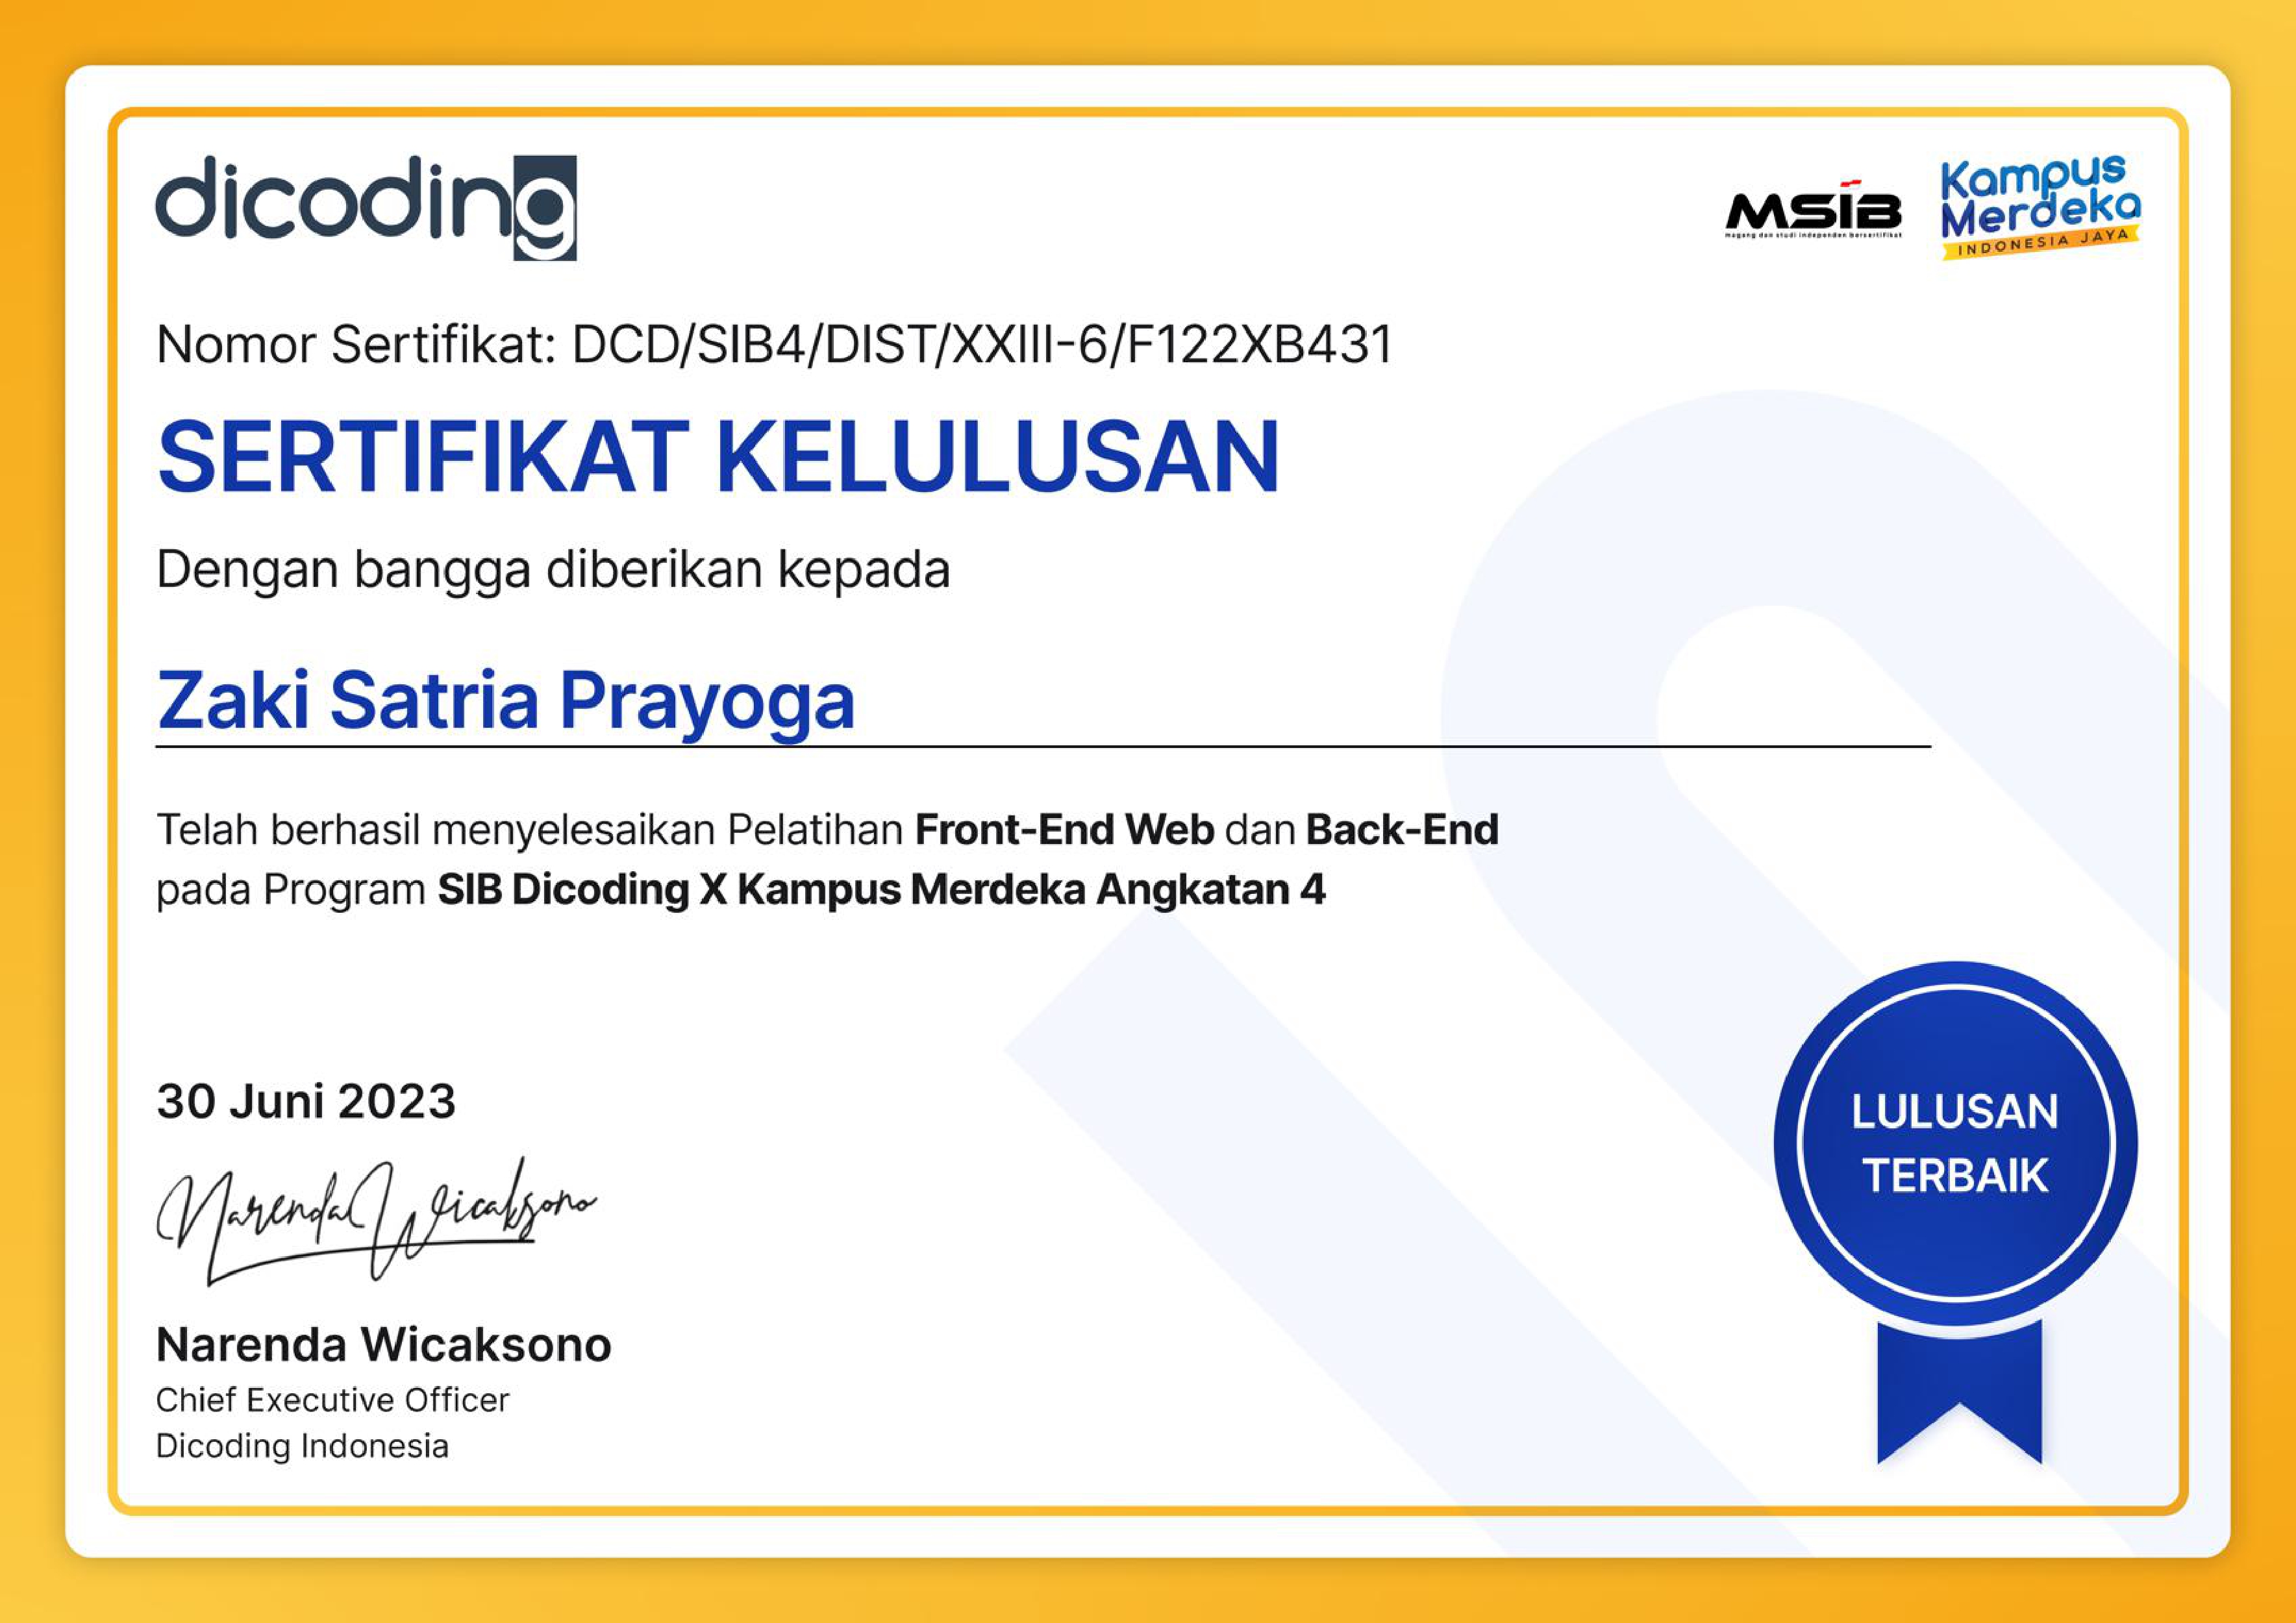 dicoding
MSIB
magang dan studi independen bersertifikat
Kampus
Merdeka
INDONESIA JAYA
Nomor Sertifikat: DCD/SIB4/DIST/XXIII-6/F122XB431
SERTIFIKAT KELULUSAN
Dengan bangga diberikan kepada
Zaki Satria Prayoga
Telah berhasil menyelesaikan Pelatihan Front-End Web dan Back-End
pada Program SIB Dicoding X Kampus Merdeka Angkatan 4
30 Juni 2023
Narenda Wicaksono
Narenda Wicaksono
Chief Executive Officer
Dicoding Indonesia
LULUSAN
TERBAIK